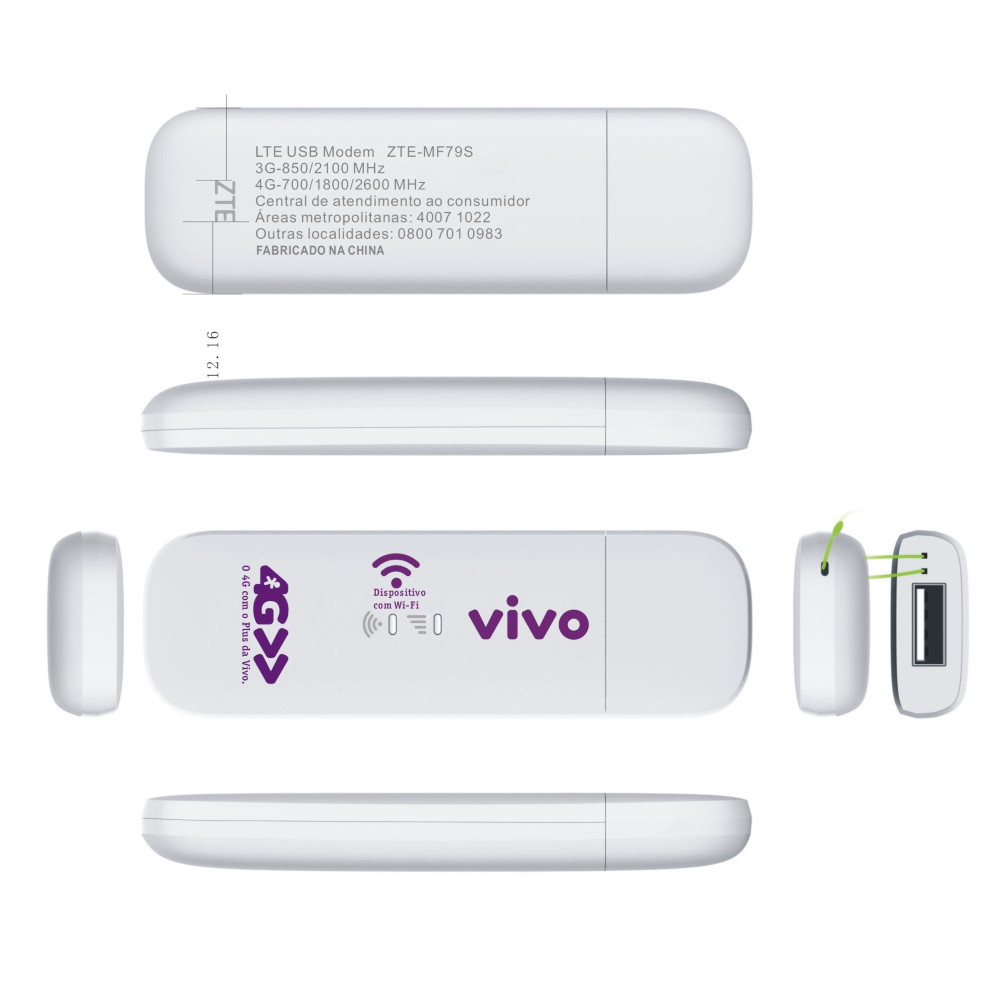 LTE USB Modem ZTE-MF79S
3G-850/2100 MHz
4G-700/1800/2600 MHz
Central de atendimento ao consumidor
Áreas metropolitanas: 4007 1022
Outras localidades: 0800 701 0983
FABRICADO NA CHINA
ZTE
12.16
4G>>
O 4G com o Plus da Vivo.
Dispositivo
com Wi-Fi
vivo